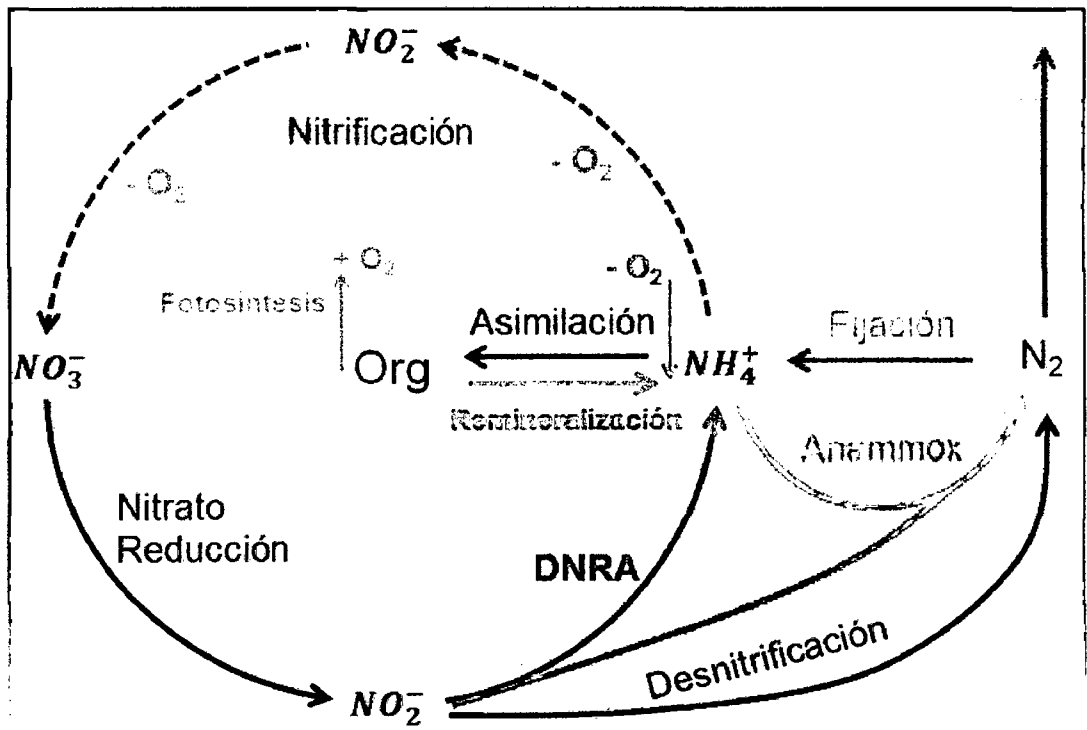 NO₂⁻
Nitrificación
- O₂
- O₂
+ O₂
- O₂
Fotosíntesis
Asimilación
Fijación
NO₃⁻
Org
NH₄⁺
N₂
Remineralización
Anammox
Nitrato
Reducción
DNRA
Desnitrificación
NO₂⁻